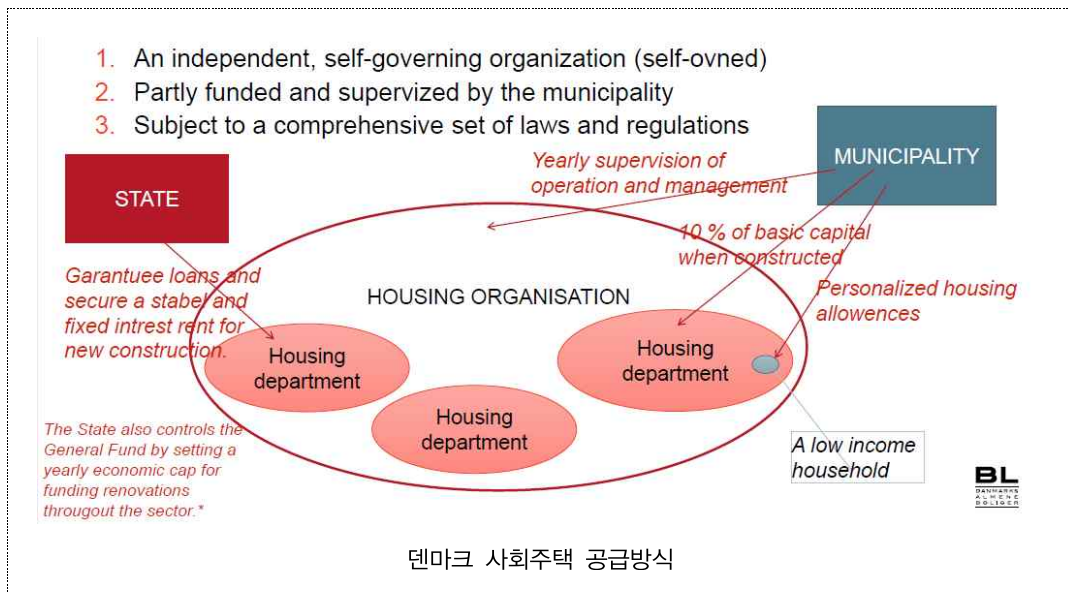 1. An independent, self-governing organization (self-ovned)
2. Partly funded and supervized by the municipality
3. Subject to a comprehensive set of laws and regulations
STATE
MUNICIPALITY
Yearly supervision of
operation and management
10 % of basic capital
when constructed
Personalized housing
allowences
Garantuee loans and
secure a stabel and
fixed intrest rent for
new construction.
HOUSING ORGANISATION
Housing
department
Housing
department
Housing
department
The State also controls the
General Fund by setting a
yearly economic cap for
funding renovations
througout the sector.*
A low income
household
BL
DANMARKS
ALMENE
BOLIGER
덴마크 사회주택 공급방식